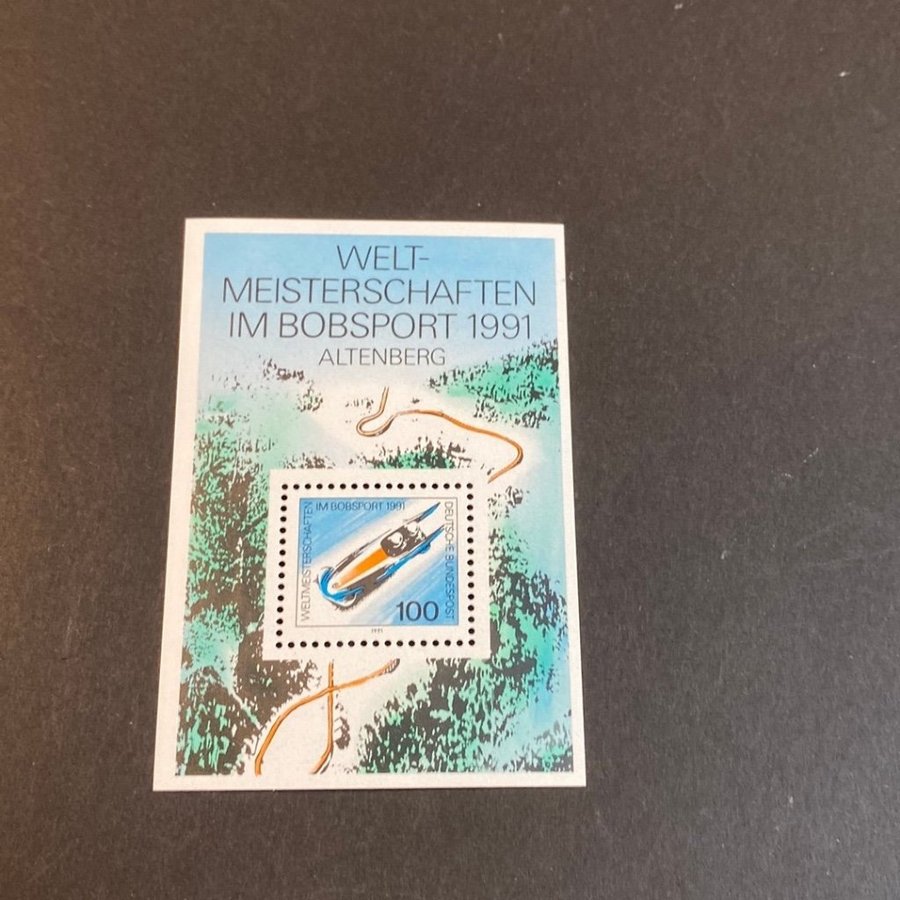 WELT-
MEISTERSCHAFTEN
IM BOBSPORT 1991
ALTENBERG
WELTMEISTERSCHAFTEN
IM BOBSPORT 1991
DEUTSCHE BUNDESPOST
100
1991